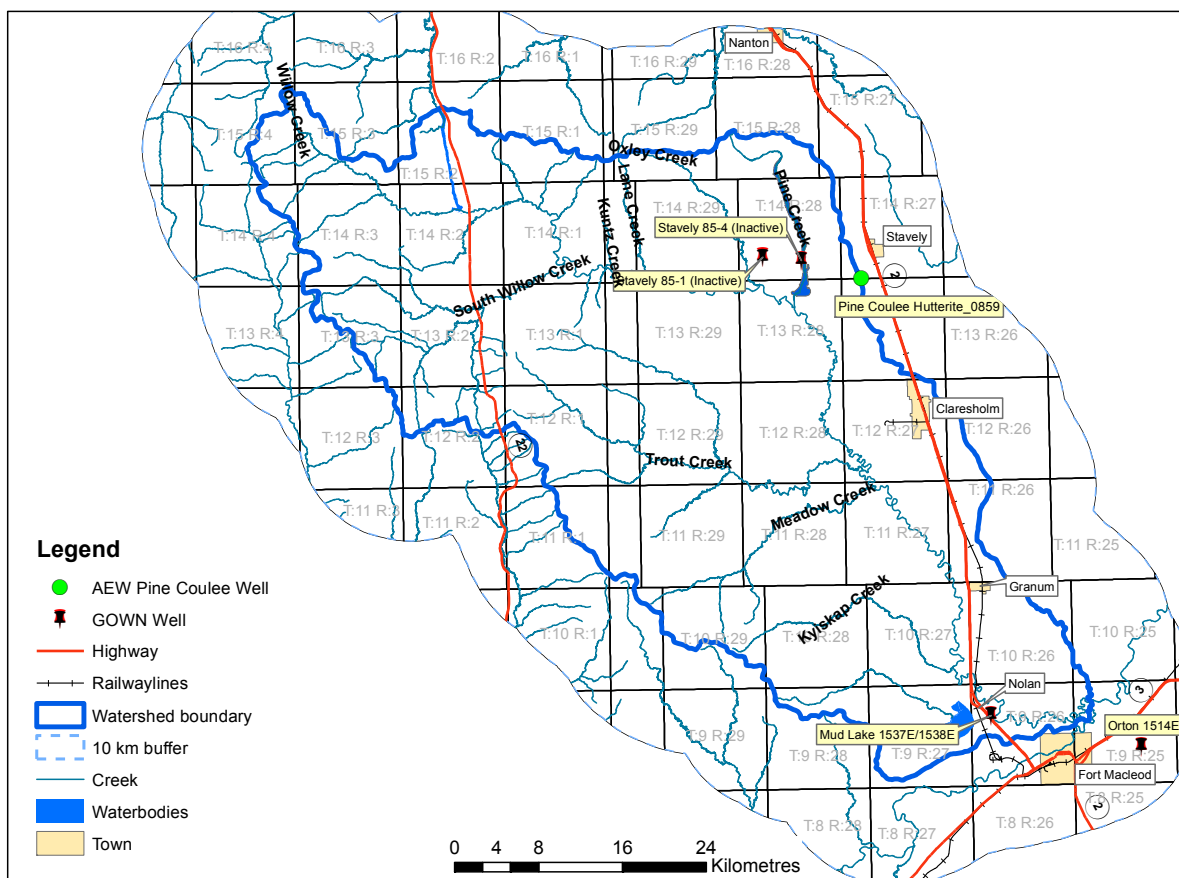 Nanton
T:16 R:4
T:16 R:3
T:16 R:2
T:16 R:1
T:16 R:29
T:16 R:28
T:15 R:27
Willow Creek
T:15 R:4
T:15 R:3
T:15 R:2
T:15 R:1
T:15 R:29
T:15 R:28
Oxley Creek
Lane Creek
Kuntz Creek
Pine Creek
T:14 R:4
T:14 R:3
T:14 R:2
T:14 R:1
T:14 R:29
T:14 R:28
T:14 R:27
Stavely 85-4 (Inactive)
Stavely
Stavely 85-1 (Inactive)
2
South Willow Creek
Pine Coulee Hutterite_0859
T:13 R:4
T:13 R:3
T:13 R:2
T:13 R:1
T:13 R:29
T:13 R:28
T:13 R:26
Claresholm
T:12 R:3
T:12 R:2
T:12 R:1
T:12 R:29
T:12 R:28
T:12 R:27
T:12 R:26
22
Trout Creek
Meadow Creek
T:11 R:3
T:11 R:2
T:11 R:1
T:11 R:29
T:11 R:28
T:11 R:27
T:11 R:26
T:11 R:25
Granum
Kyiskap Creek
T:10 R:1
T:10 R:29
T:10 R:28
T:10 R:27
T:10 R:26
T:10 R:25
Nolan
3
Mud Lake 1537E/1538E
Orton 1514E
T:9 R:29
T:9 R:28
T:9 R:27
T:9 R:26
T:9 R:25
Fort Macleod
T:8 R:28
T:8 R:27
T:8 R:26
T:8 R:25
2
Legend
AEW Pine Coulee Well
GOWN Well
Highway
Railwaylines
Watershed boundary
10 km buffer
Creek
Waterbodies
Town
0 4 8 16 24
Kilometres